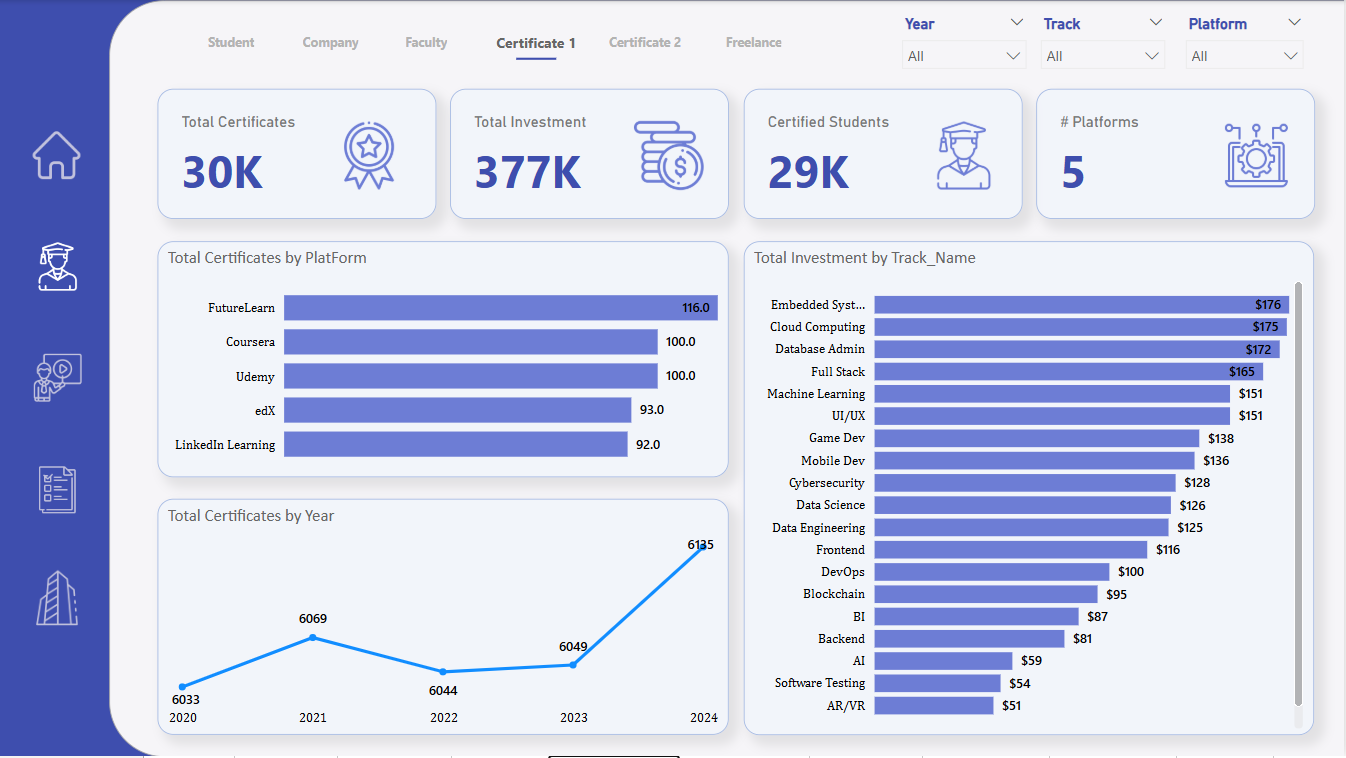 Student Company Faculty Certificate 1 Certificate 2 Freelance
Year Track Platform
All All All
Total Certificates
30K
Total Investment
377K
Certified Students
29K
# Platforms
5
Total Certificates by PlatForm
FutureLearn 116.0
Coursera 100.0
Udemy 100.0
edX 93.0
LinkedIn Learning 92.0
Total Certificates by Year
6033 6069 6044 6049 6135
2020 2021 2022 2023 2024
Total Investment by Track_Name
Embedded Syst... $176
Cloud Computing $175
Database Admin $172
Full Stack $165
Machine Learning $151
UI/UX $151
Game Dev $138
Mobile Dev $136
Cybersecurity $128
Data Science $126
Data Engineering $125
Frontend $116
DevOps $100
Blockchain $95
BI $87
Backend $81
AI $59
Software Testing $54
AR/VR $51